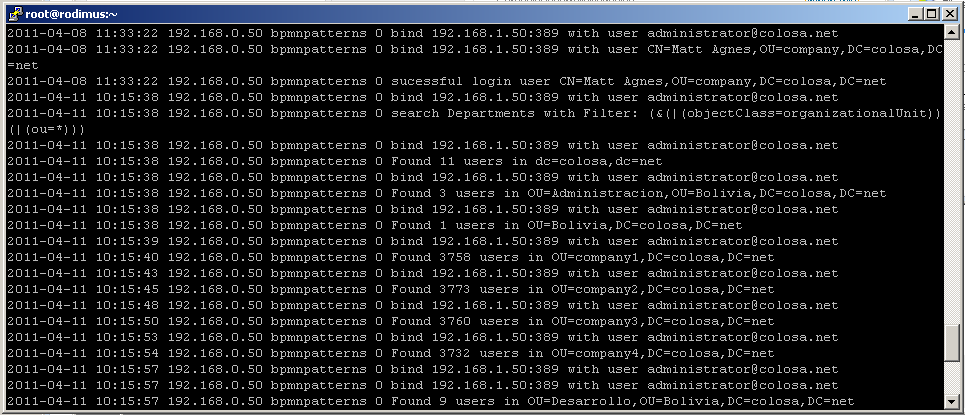 root@rodimus:~
2011-04-08 11:33:22 192.168.0.50 bpmnpatterns 0 bind 192.168.1.50:389 with user administrator@colosa.net
2011-04-08 11:33:22 192.168.0.50 bpmnpatterns 0 bind 192.168.1.50:389 with user CN=Matt Agnes,OU=company,DC=colosa,DC
=net
2011-04-08 11:33:22 192.168.0.50 bpmnpatterns 0 sucessful login user CN=Matt Agnes,OU=company,DC=colosa,DC=net
2011-04-11 10:15:38 192.168.0.50 bpmnpatterns 0 bind 192.168.1.50:389 with user administrator@colosa.net
2011-04-11 10:15:38 192.168.0.50 bpmnpatterns 0 search Departments with Filter: (&(|(objectClass=organizationalUnit))
(|(ou=*)))
2011-04-11 10:15:38 192.168.0.50 bpmnpatterns 0 bind 192.168.1.50:389 with user administrator@colosa.net
2011-04-11 10:15:38 192.168.0.50 bpmnpatterns 0 Found 11 users in dc=colosa,dc=net
2011-04-11 10:15:38 192.168.0.50 bpmnpatterns 0 bind 192.168.1.50:389 with user administrator@colosa.net
2011-04-11 10:15:38 192.168.0.50 bpmnpatterns 0 Found 3 users in OU=Administracion,OU=Bolivia,DC=colosa,DC=net
2011-04-11 10:15:38 192.168.0.50 bpmnpatterns 0 bind 192.168.1.50:389 with user administrator@colosa.net
2011-04-11 10:15:38 192.168.0.50 bpmnpatterns 0 Found 1 users in OU=Bolivia,DC=colosa,DC=net
2011-04-11 10:15:39 192.168.0.50 bpmnpatterns 0 bind 192.168.1.50:389 with user administrator@colosa.net
2011-04-11 10:15:40 192.168.0.50 bpmnpatterns 0 Found 3758 users in OU=company1,DC=colosa,DC=net
2011-04-11 10:15:43 192.168.0.50 bpmnpatterns 0 bind 192.168.1.50:389 with user administrator@colosa.net
2011-04-11 10:15:45 192.168.0.50 bpmnpatterns 0 Found 3773 users in OU=company2,DC=colosa,DC=net
2011-04-11 10:15:48 192.168.0.50 bpmnpatterns 0 bind 192.168.1.50:389 with user administrator@colosa.net
2011-04-11 10:15:50 192.168.0.50 bpmnpatterns 0 Found 3760 users in OU=company3,DC=colosa,DC=net
2011-04-11 10:15:53 192.168.0.50 bpmnpatterns 0 bind 192.168.1.50:389 with user administrator@colosa.net
2011-04-11 10:15:54 192.168.0.50 bpmnpatterns 0 Found 3732 users in OU=company4,DC=colosa,DC=net
2011-04-11 10:15:57 192.168.0.50 bpmnpatterns 0 bind 192.168.1.50:389 with user administrator@colosa.net
2011-04-11 10:15:57 192.168.0.50 bpmnpatterns 0 bind 192.168.1.50:389 with user administrator@colosa.net
2011-04-11 10:15:57 192.168.0.50 bpmnpatterns 0 Found 9 users in OU=Desarrollo,OU=Bolivia,DC=colosa,DC=net